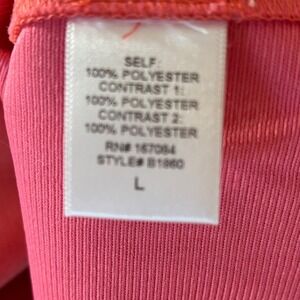 SELF:
100% POLYESTER
CONTRAST 1:
100% POLYESTER
CONTRAST 2:
100% POLYESTER
RN# 167084
STYLE# B1860
L